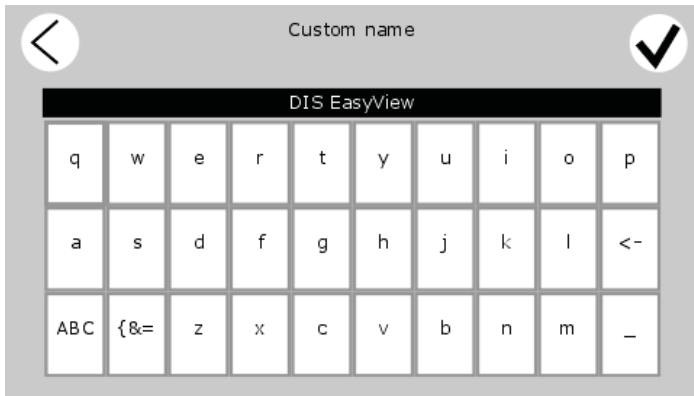 Custom name
DIS EasyView
q w e r t y u i o p
a s d f g h j k l <-
ABC {&= z x c v b n m _